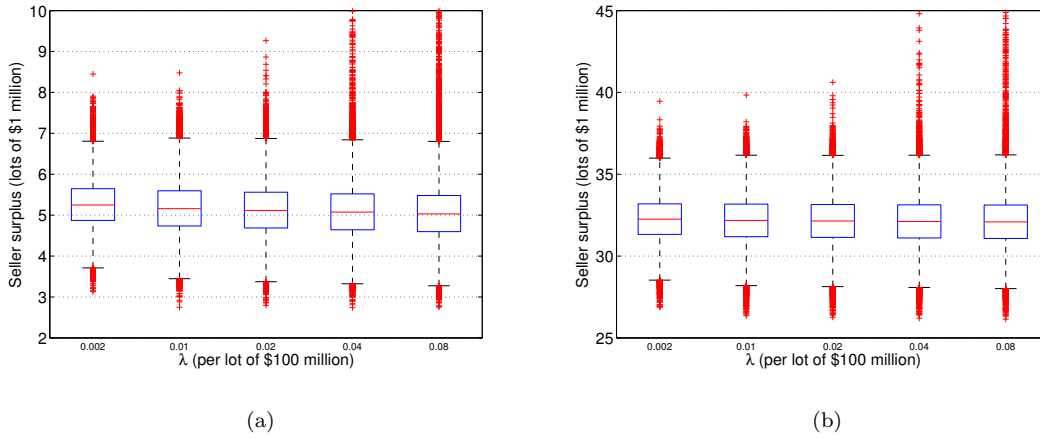 10
9
8
7
6
5
4
3
2
Seller surplus (lots of $1 million)
0.002 0.01 0.02 0.04 0.08
λ (per lot of $100 million)
(a)
45
40
35
30
25
Seller surplus (lots of $1 million)
0.002 0.01 0.02 0.04 0.08
λ (per lot of $100 million)
(b)